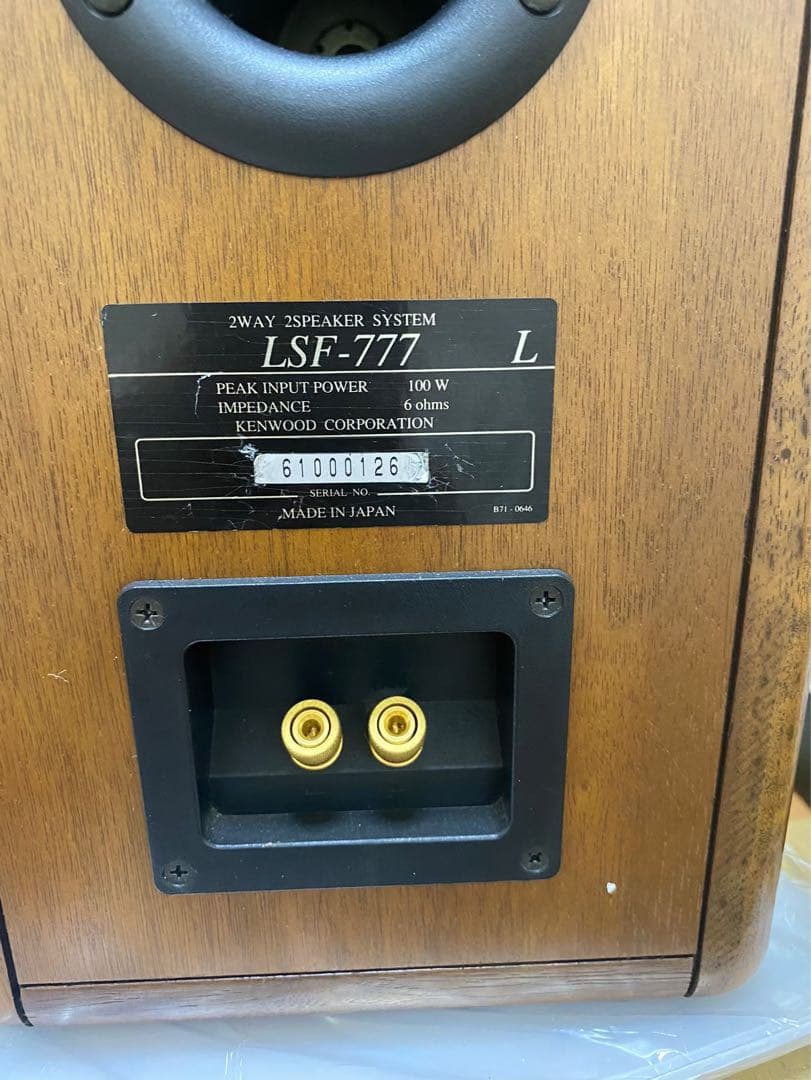 2WAY 2SPEAKER SYSTEM
LSF-777 L
PEAK INPUT POWER 100 W
IMPEDANCE 6 ohms
KENWOOD CORPORATION
61000126
SERIAL NO.
MADE IN JAPAN B71 - 0646